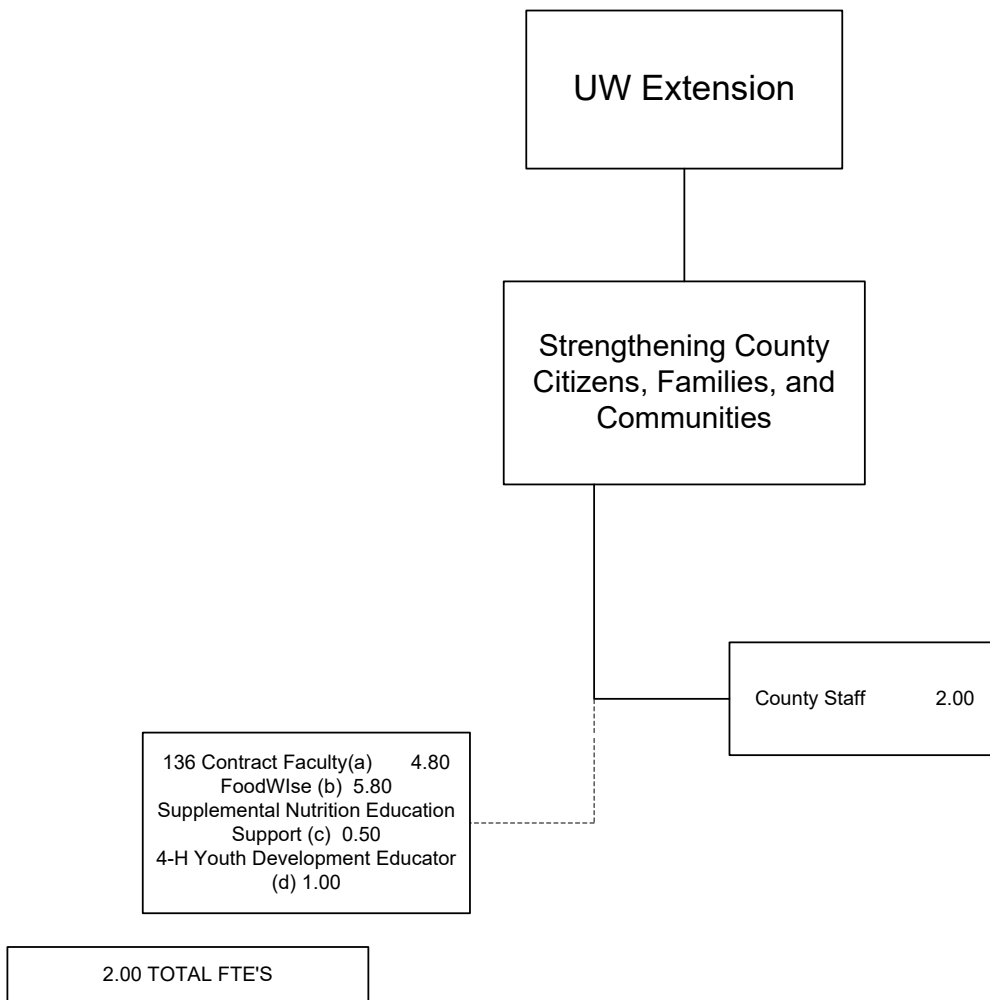 UW Extension
Strengthening County
Citizens, Families, and
Communities
County Staff 2.00
136 Contract Faculty(a) 4.80
FoodWIse (b) 5.80
Supplemental Nutrition Education
Support (c) 0.50
4-H Youth Development Educator
(d) 1.00
2.00 TOTAL FTE'S